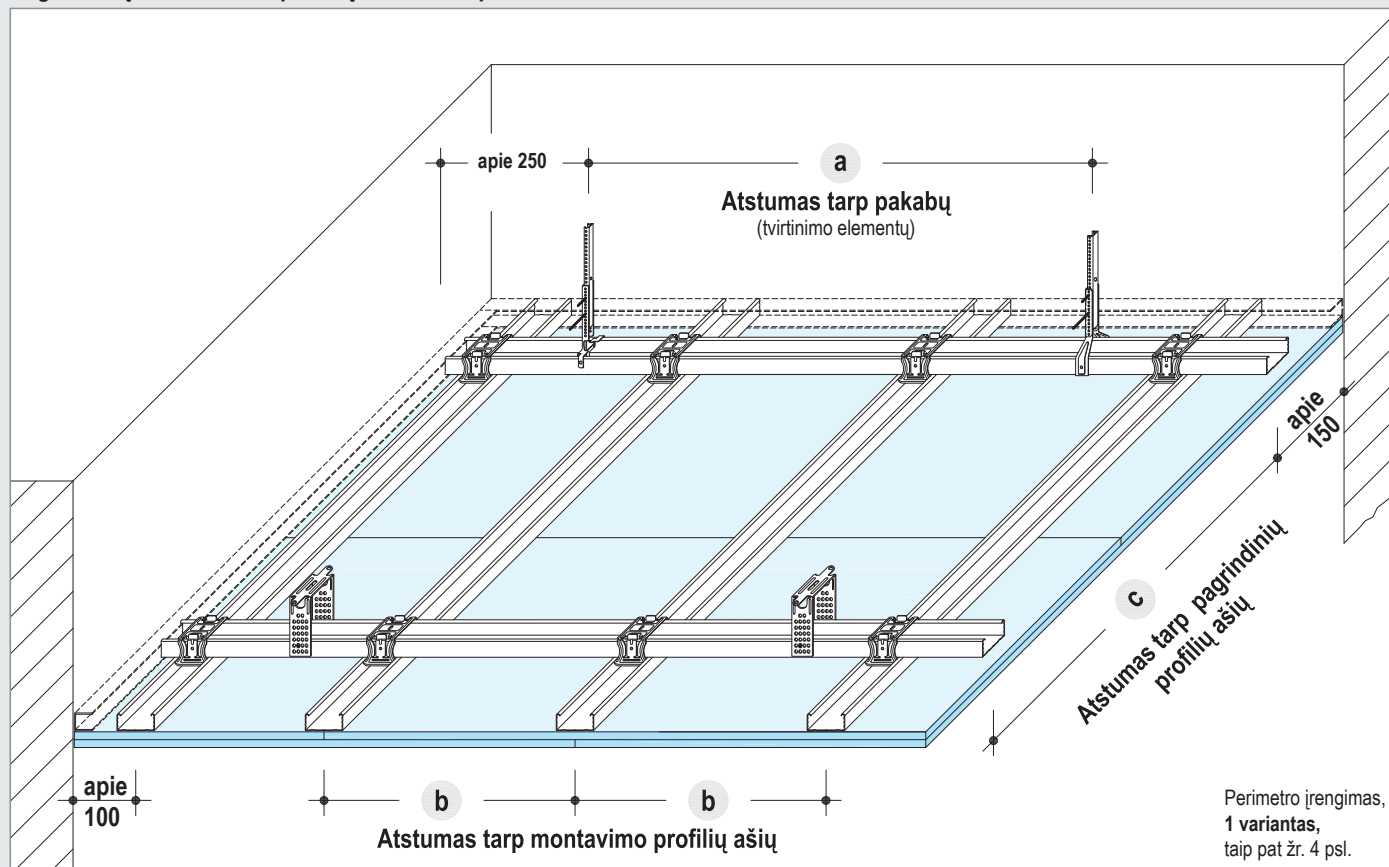 apie 250
a
Atstumas tarp pakabų
(tvirtinimo elementų)
apie
150
c
Atstumas tarp pagrindinių
profilių ašių
apie
100
b
b
Atstumas tarp montavimo profilių ašių
Perimetro įrengimas,
1 variantas,
taip pat žr. 4 psl.